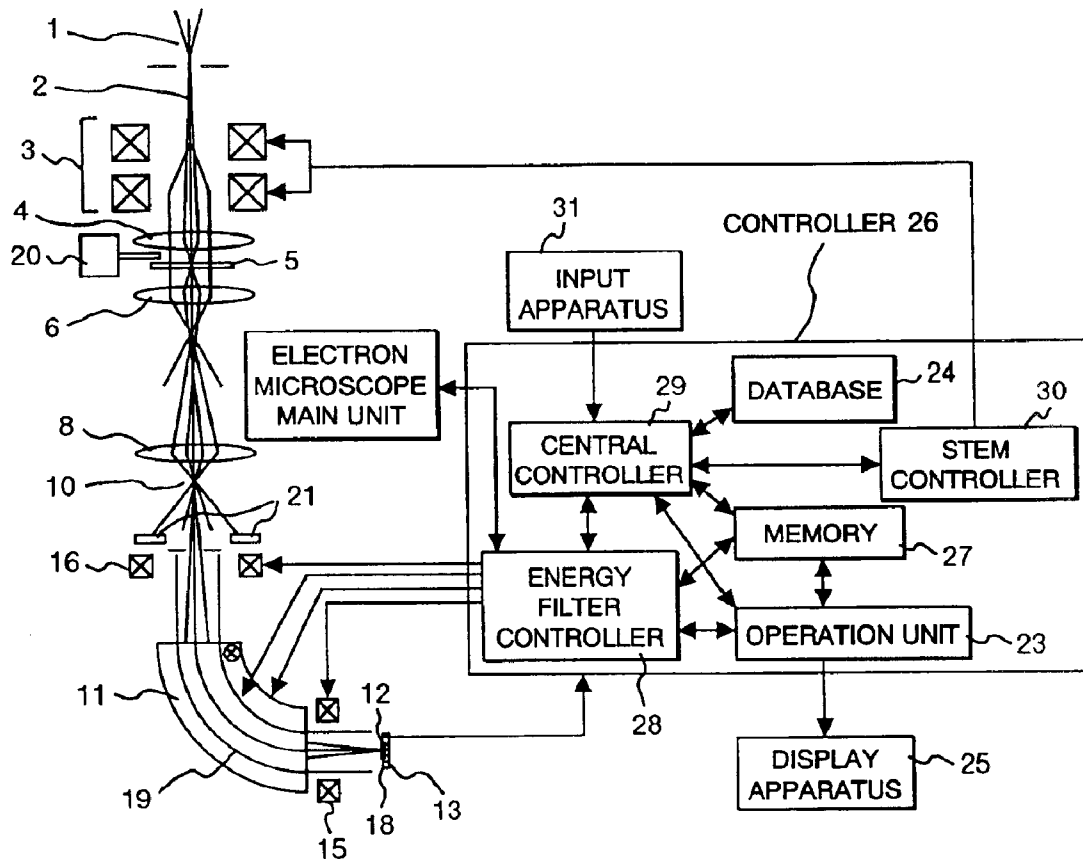 1
2
3
4
20
5
6
31
INPUT
APPARATUS
CONTROLLER 26
ELECTRON
MICROSCOPE
MAIN UNIT
DATABASE
24
29
30
CENTRAL
CONTROLLER
STEM
CONTROLLER
8
10
21
16
MEMORY
27
ENERGY
FILTER
CONTROLLER
OPERATION UNIT
23
28
11
12
19
18
13
15
DISPLAY
APPARATUS
25